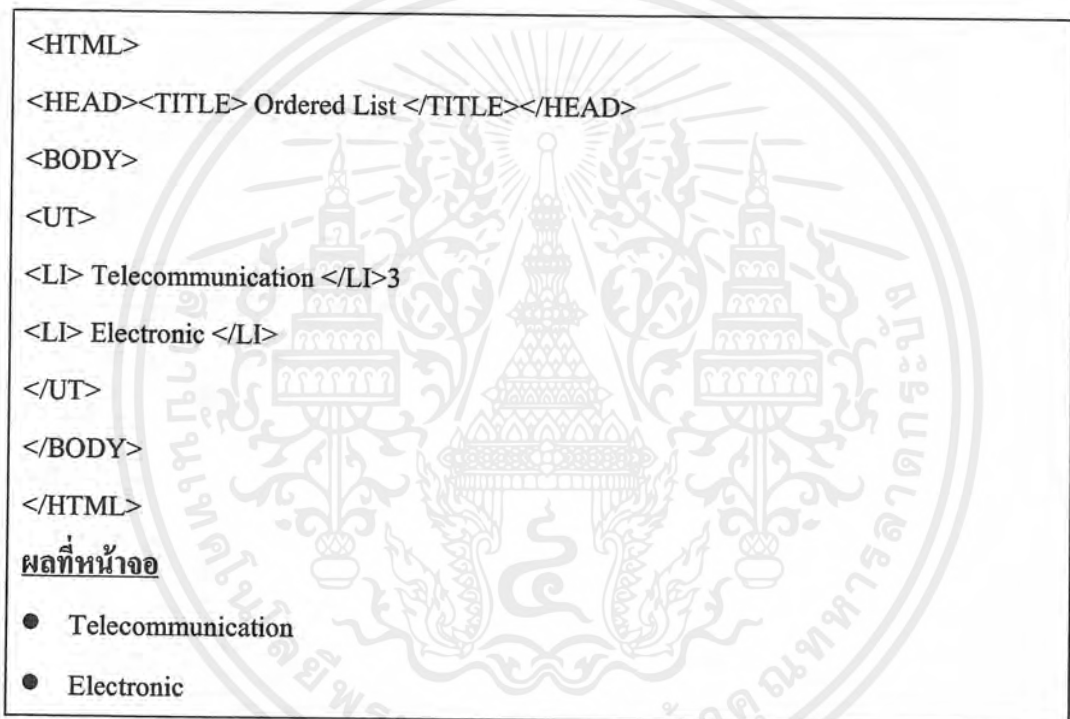 <HTML>
<HEAD><TITLE> Ordered List </TITLE></HEAD>
<BODY>
<UT>
<LI> Telecommunication </LI>3
<LI> Electronic </LI>
</UT>
</BODY>
</HTML>
ผลที่หน้าจอ
● Telecommunication
● Electronic